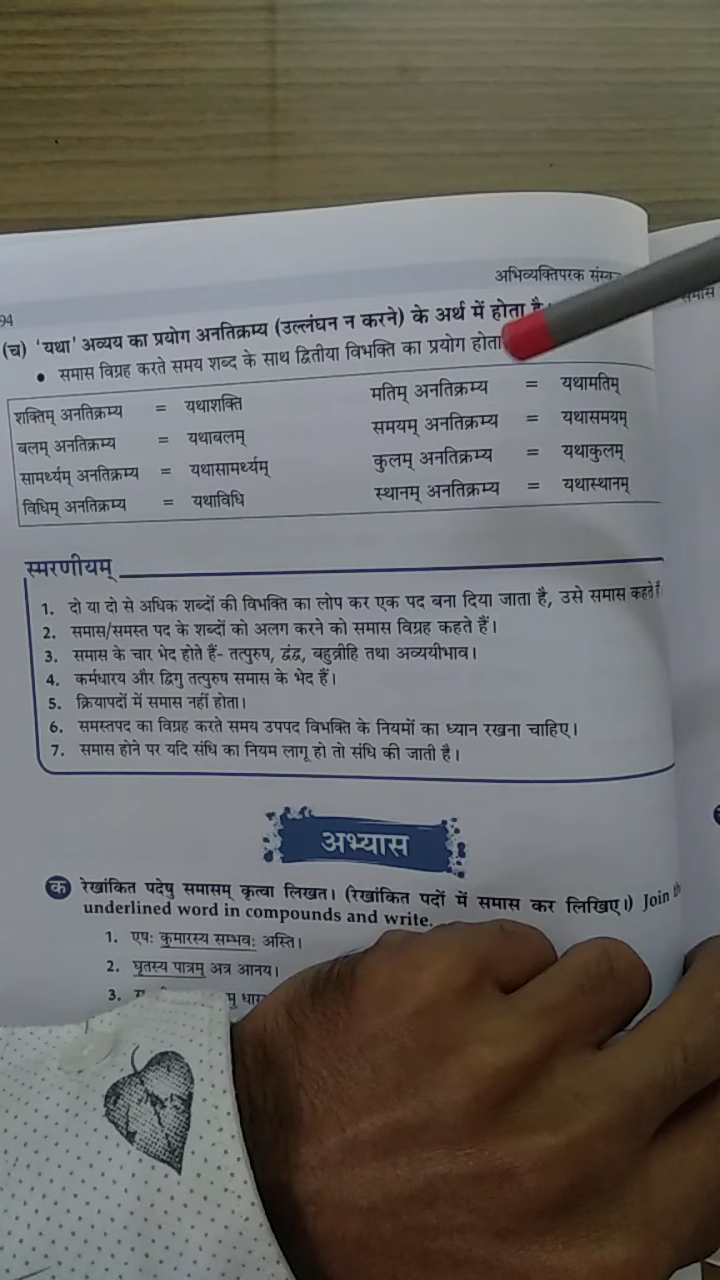 अभिव्यक्तिपरक
94
समास
(च) 'यथा' अव्यय का प्रयोग अनतिक्रम्य (उल्लंघन न करने) के अर्थ में होता है।
• समास विग्रह करते समय शब्द के साथ द्वितीया विभक्ति का प्रयोग होता
शक्तिम् अनतिक्रम्य = यथाशक्ति मतिम् अनतिक्रम्य = यथामतिम्
बलम् अनतिक्रम्य = यथाबलम् समयम् अनतिक्रम्य = यथासमयम्
सामर्थ्यम् अनतिक्रम्य = यथासामर्थ्यम् कुलम् अनतिक्रम्य = यथाकुलम्
विधिम् अनतिक्रम्य = यथाविधि स्थानम् अनतिक्रम्य = यथास्थानम्
स्मरणीयम्
1. दो या दो से अधिक शब्दों की विभक्ति का लोप कर एक पद बना दिया जाता है, उसे समास कहते हैं
2. समास/समस्त पद के शब्दों को अलग करने को समास विग्रह कहते हैं।
3. समास के चार भेद होते हैं- तत्पुरुष, द्वंद्व, बहुव्रीहि तथा अव्ययीभाव।
4. कर्मधारय और द्विगु तत्पुरुष समास के भेद हैं।
5. क्रियापदों में समास नहीं होता।
6. समस्तपद का विग्रह करते समय उपपद विभक्ति के नियमों का ध्यान रखना चाहिए।
7. समास होने पर यदि संधि का नियम लागू हो तो संधि की जाती है।
अभ्यास
क रेखांकित पदेषु समासम् कृत्वा लिखत। (रेखांकित पदों में समास कर लिखिए।) Join
underlined word in compounds and write.
1. एषः कुमारस्य सम्भवः अस्ति।
2. घृतस्य पात्रम् अत्र आनय।
3.